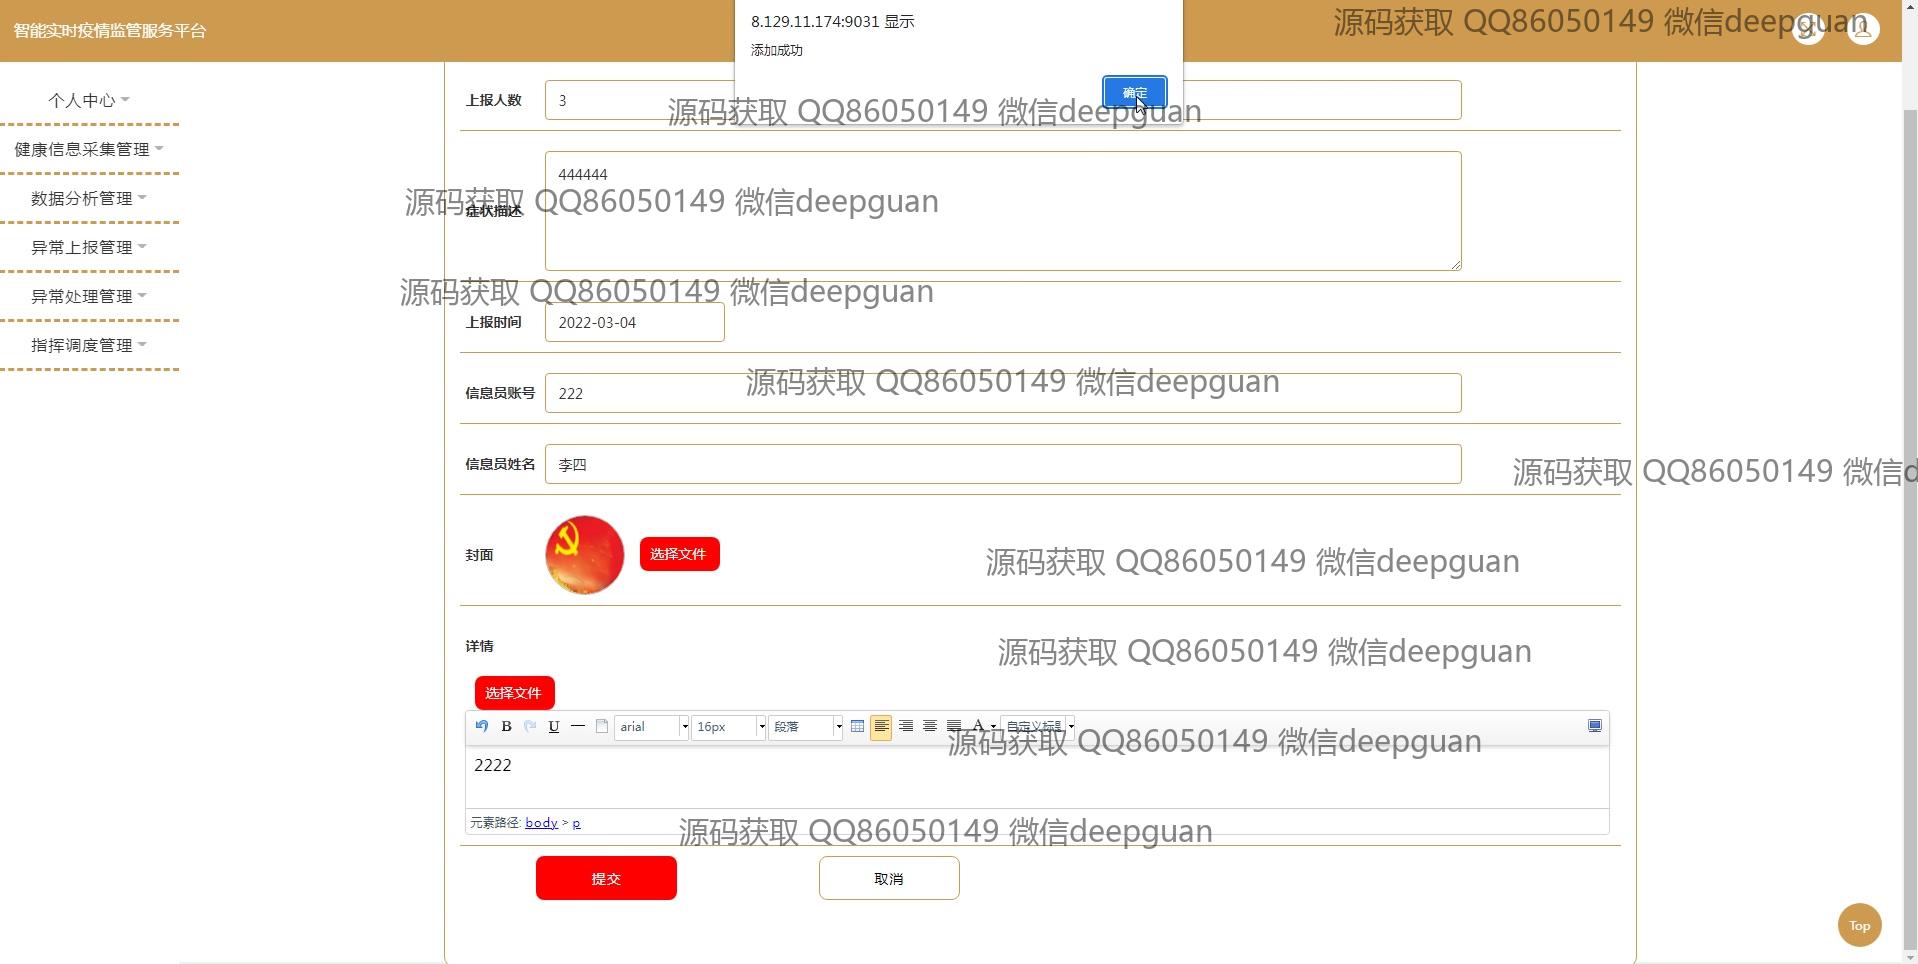 智能实时疫情监管服务平台
8.129.11.174:9031 显示
添加成功
确定
源码获取 QQ86050149 微信deepguan
个人中心
健康信息采集管理
数据分析管理
异常上报管理
异常处理管理
指挥调度管理
上报人数
3
源码获取 QQ86050149 微信deepguan
症状描述
444444
源码获取 QQ86050149 微信deepguan
源码获取 QQ86050149 微信deepguan
上报时间
2022-03-04
源码获取 QQ86050149 微信deepguan
信息员账号
222
信息员姓名
李四
源码获取 QQ86050149 微信d
封面
选择文件
源码获取 QQ86050149 微信deepguan
详情
源码获取 QQ86050149 微信deepguan
选择文件
B
U
arial
16px
段落
A
自定义标题
源码获取 QQ86050149 微信deepguan
2222
元素路径: body > p
源码获取 QQ86050149 微信deepguan
提交
取消
Top